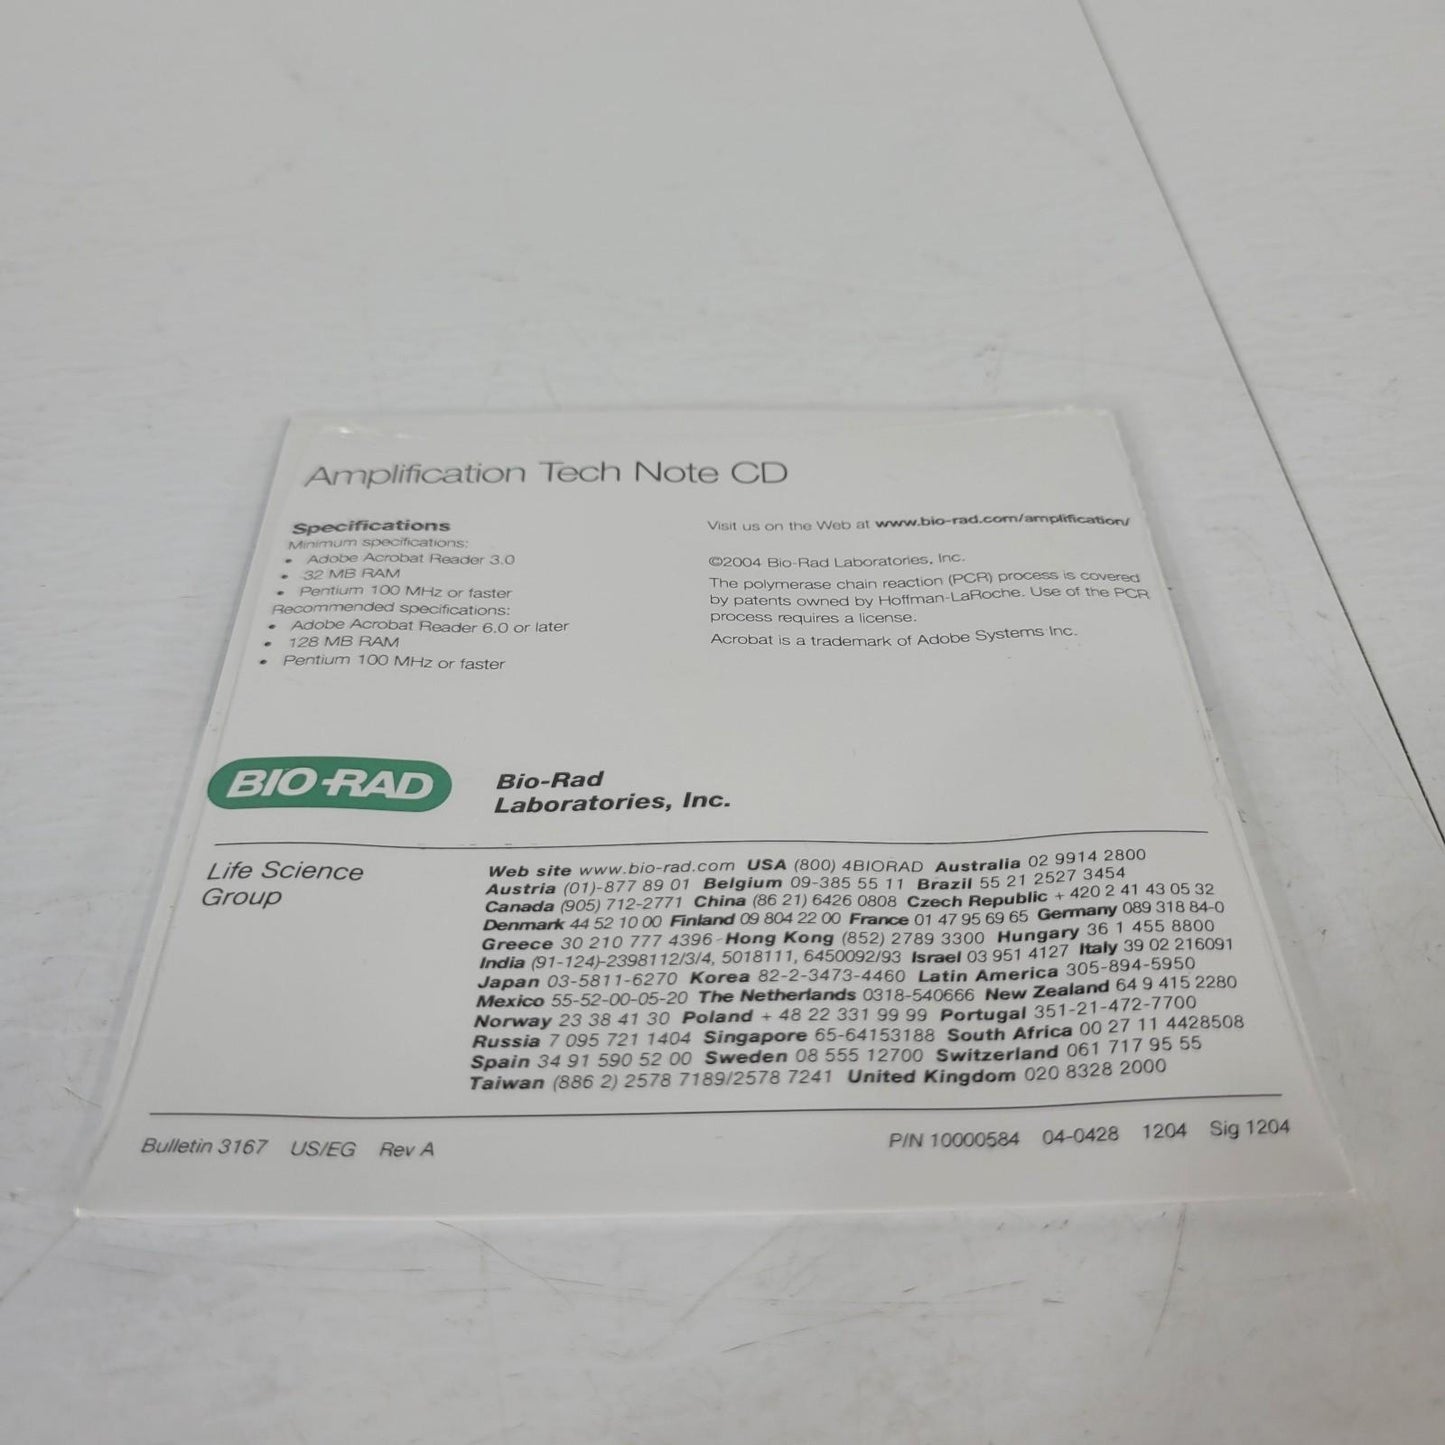 Amplification Tech Note CD
Specifications
Minimum specifications:
• Adobe Acrobat Reader 3.0
• 32 MB RAM
• Pentium 100 MHz or faster
Recommended specifications:
• Adobe Acrobat Reader 6.0 or later
• 128 MB RAM
• Pentium 100 MHz or faster
Visit us on the Web at www.bio-rad.com/amplification/
©2004 Bio-Rad Laboratories, Inc.
The polymerase chain reaction (PCR) process is covered
by patents owned by Hoffman-LaRoche. Use of the PCR
process requires a license.
Acrobat is a trademark of Adobe Systems Inc.
BIO-RAD
Bio-Rad
Laboratories, Inc.
Life Science
Group
Web site www.bio-rad.com USA (800) 4BIORAD Australia 02 9914 2800
Austria (01)-877 89 01 Belgium 09-385 55 11 Brazil 55 21 2527 3454
Canada (905) 712-2771 China (86 21) 6426 0808 Czech Republic + 420 2 41 43 05 32
Denmark 44 52 10 00 Finland 09 804 22 00 France 01 47 95 69 65 Germany 089 318 84-0
Greece 30 210 777 4396 Hong Kong (852) 2789 3300 Hungary 36 1 455 8800
India (91-124)-2398112/3/4, 5018111, 6450092/93 Israel 03 951 4127 Italy 39 02 216091
Japan 03-5811-6270 Korea 82-2-3473-4460 Latin America 305-894-5950
Mexico 55-52-00-05-20 The Netherlands 0318-540666 New Zealand 64 9 415 2280
Norway 23 38 41 30 Poland + 48 22 331 99 99 Portugal 351-21-472-7700
Russia 7 095 721 1404 Singapore 65-64153188 South Africa 00 27 11 4428508
Spain 34 91 590 52 00 Sweden 08 555 12700 Switzerland 061 717 95 55
Taiwan (886 2) 2578 7189/2578 7241 United Kingdom 020 8328 2000
Bulletin 3167 US/EG Rev A
P/N 10000584 04-0428 1204 Sig 1204